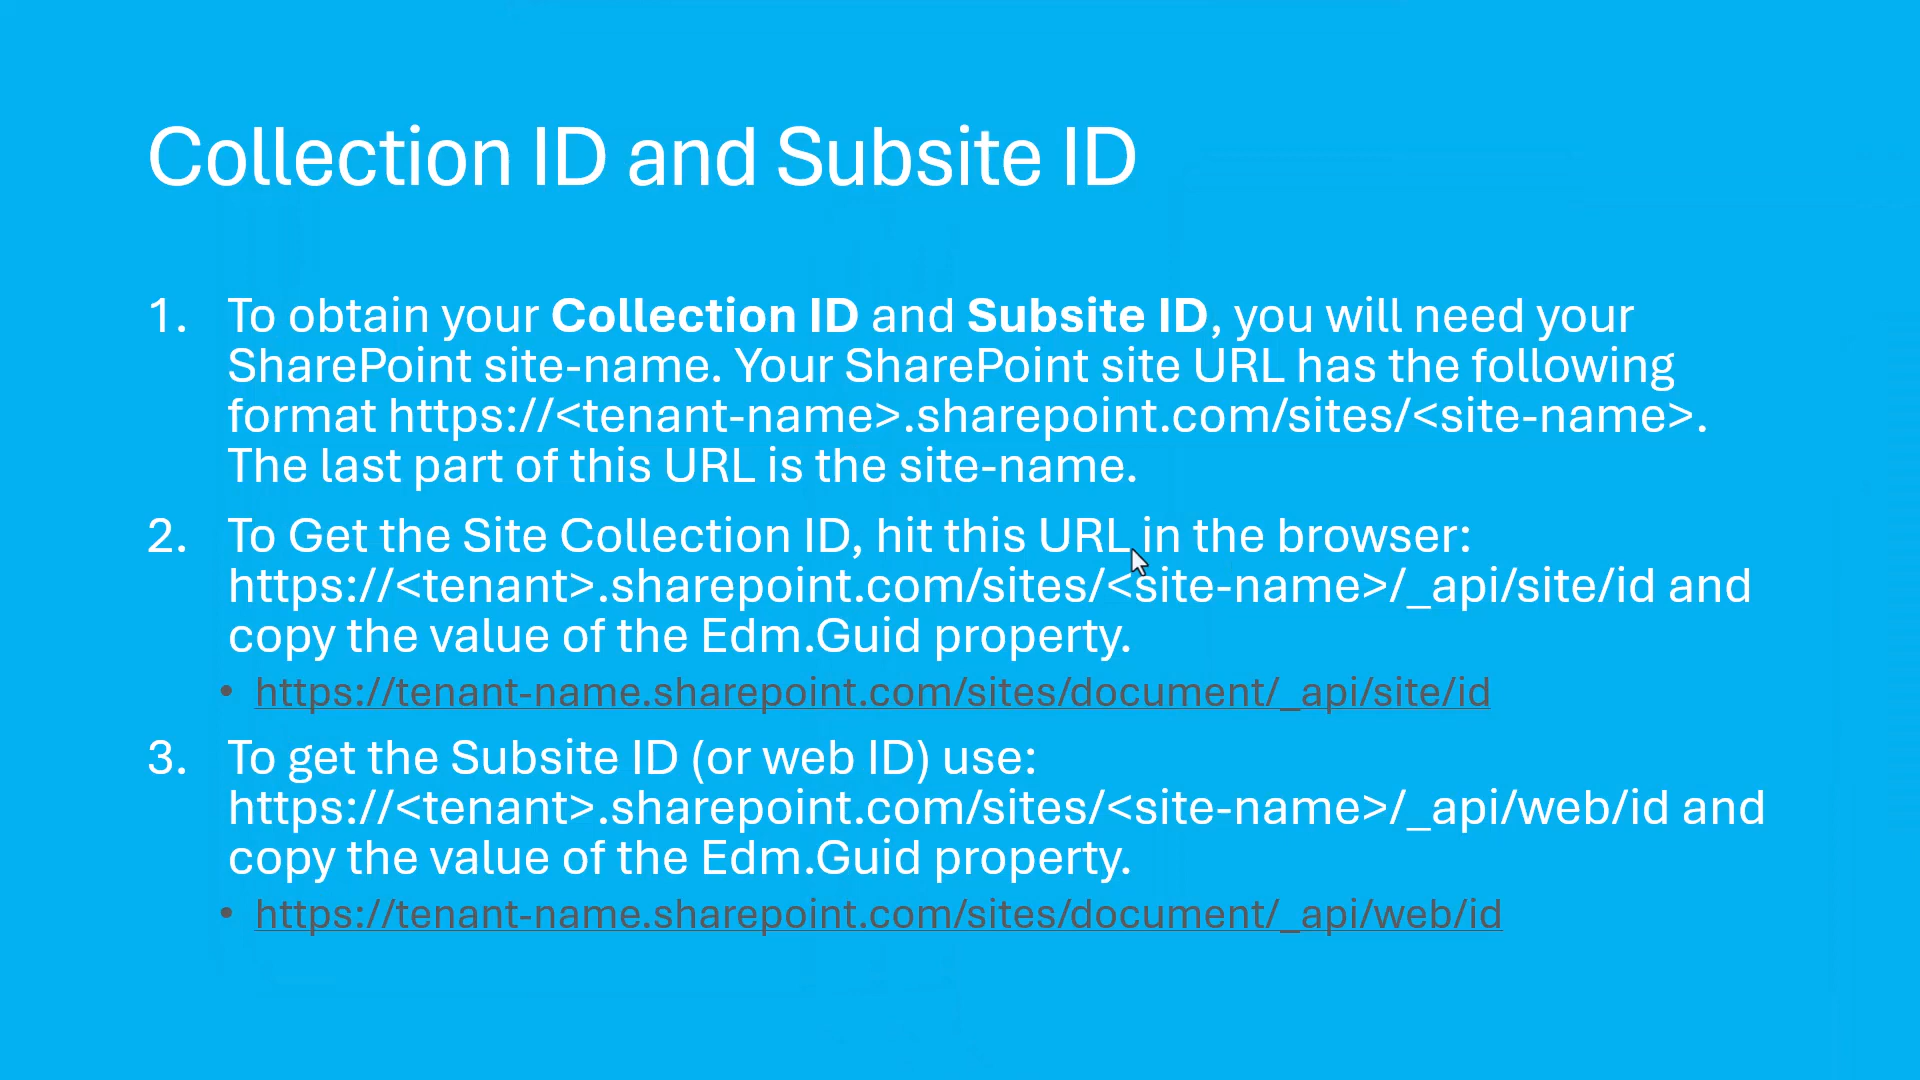 Collection ID and Subsite ID
1. To obtain your Collection ID and Subsite ID, you will need your
SharePoint site-name. Your SharePoint site URL has the following
format https://<tenant-name>.sharepoint.com/sites/<site-name>.
The last part of this URL is the site-name.
2. To Get the Site Collection ID, hit this URL in the browser:
https://<tenant>.sharepoint.com/sites/<site-name>/_api/site/id and
copy the value of the Edm.Guid property.
• https://tenant-name.sharepoint.com/sites/document/_api/site/id
3. To get the Subsite ID (or web ID) use:
https://<tenant>.sharepoint.com/sites/<site-name>/_api/web/id and
copy the value of the Edm.Guid property.
• https://tenant-name.sharepoint.com/sites/document/_api/web/id